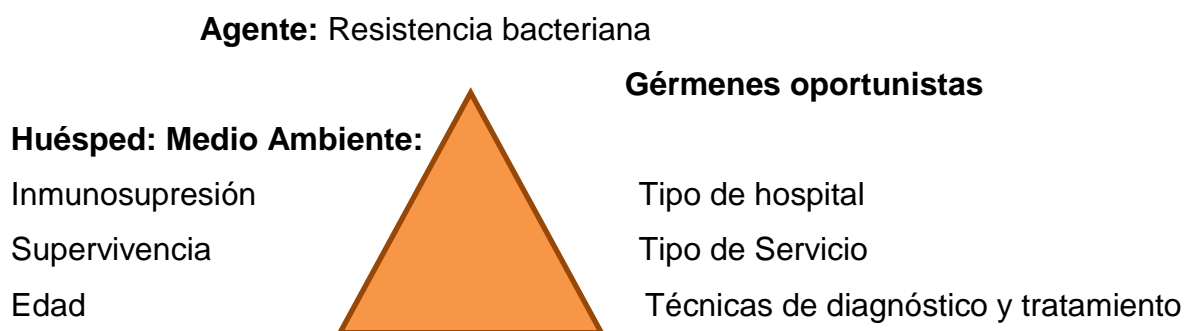 Agente: Resistencia bacteriana
Gérmenes oportunistas
Huésped: Medio Ambiente:
Inmunosupresión Tipo de hospital
Supervivencia Tipo de Servicio
Edad Técnicas de diagnóstico y tratamiento